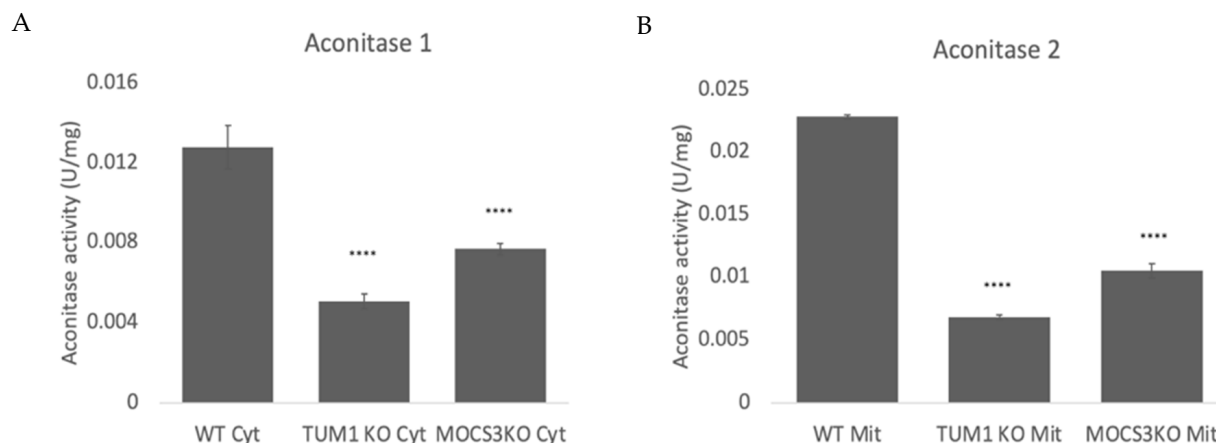 A
Aconitase 1
Aconitase activity (U/mg)
0.016
0.012
0.008
0.004
0
****
****
WT Cyt
TUM1 KO Cyt
MOCS3KO Cyt
B
Aconitase 2
Aconitase activity (U/mg)
0.025
0.02
0.015
0.01
0.005
0
****
****
WT Mit
TUM1 KO Mit
MOCS3KO Mit